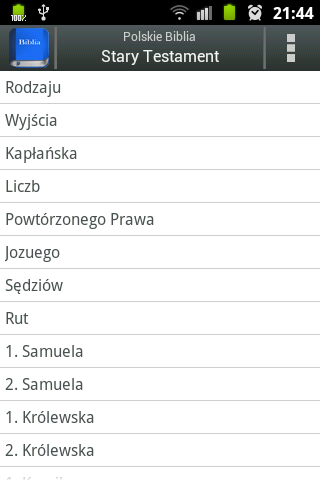 100%
21:44
Biblia
Polskie Biblia
Stary Testament
Rodzaju
Wyjścia
Kapłańska
Liczb
Powtórzonego Prawa
Jozuego
Sędziów
Rut
1. Samuela
2. Samuela
1. Królewska
2. Królewska